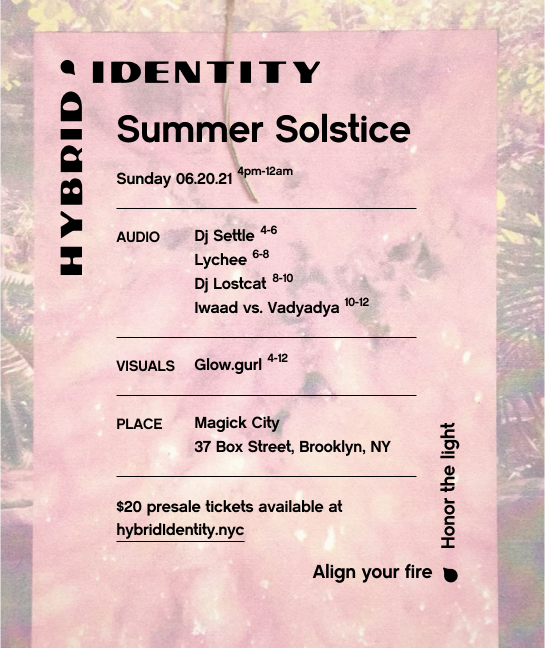 HYBRID
IDENTITY
Summer Solstice
Sunday 06.20.21 4pm-12am
AUDIO
Dj Settle 4-6
Lychee 6-8
Dj Lostcat 8-10
Iwaad vs. Vadyadya 10-12
VISUALS
Glow.gurl 4-12
PLACE
Magick City
37 Box Street, Brooklyn, NY
$20 presale tickets available at
hybridIdentity.nyc
Align your fire
Honor the light